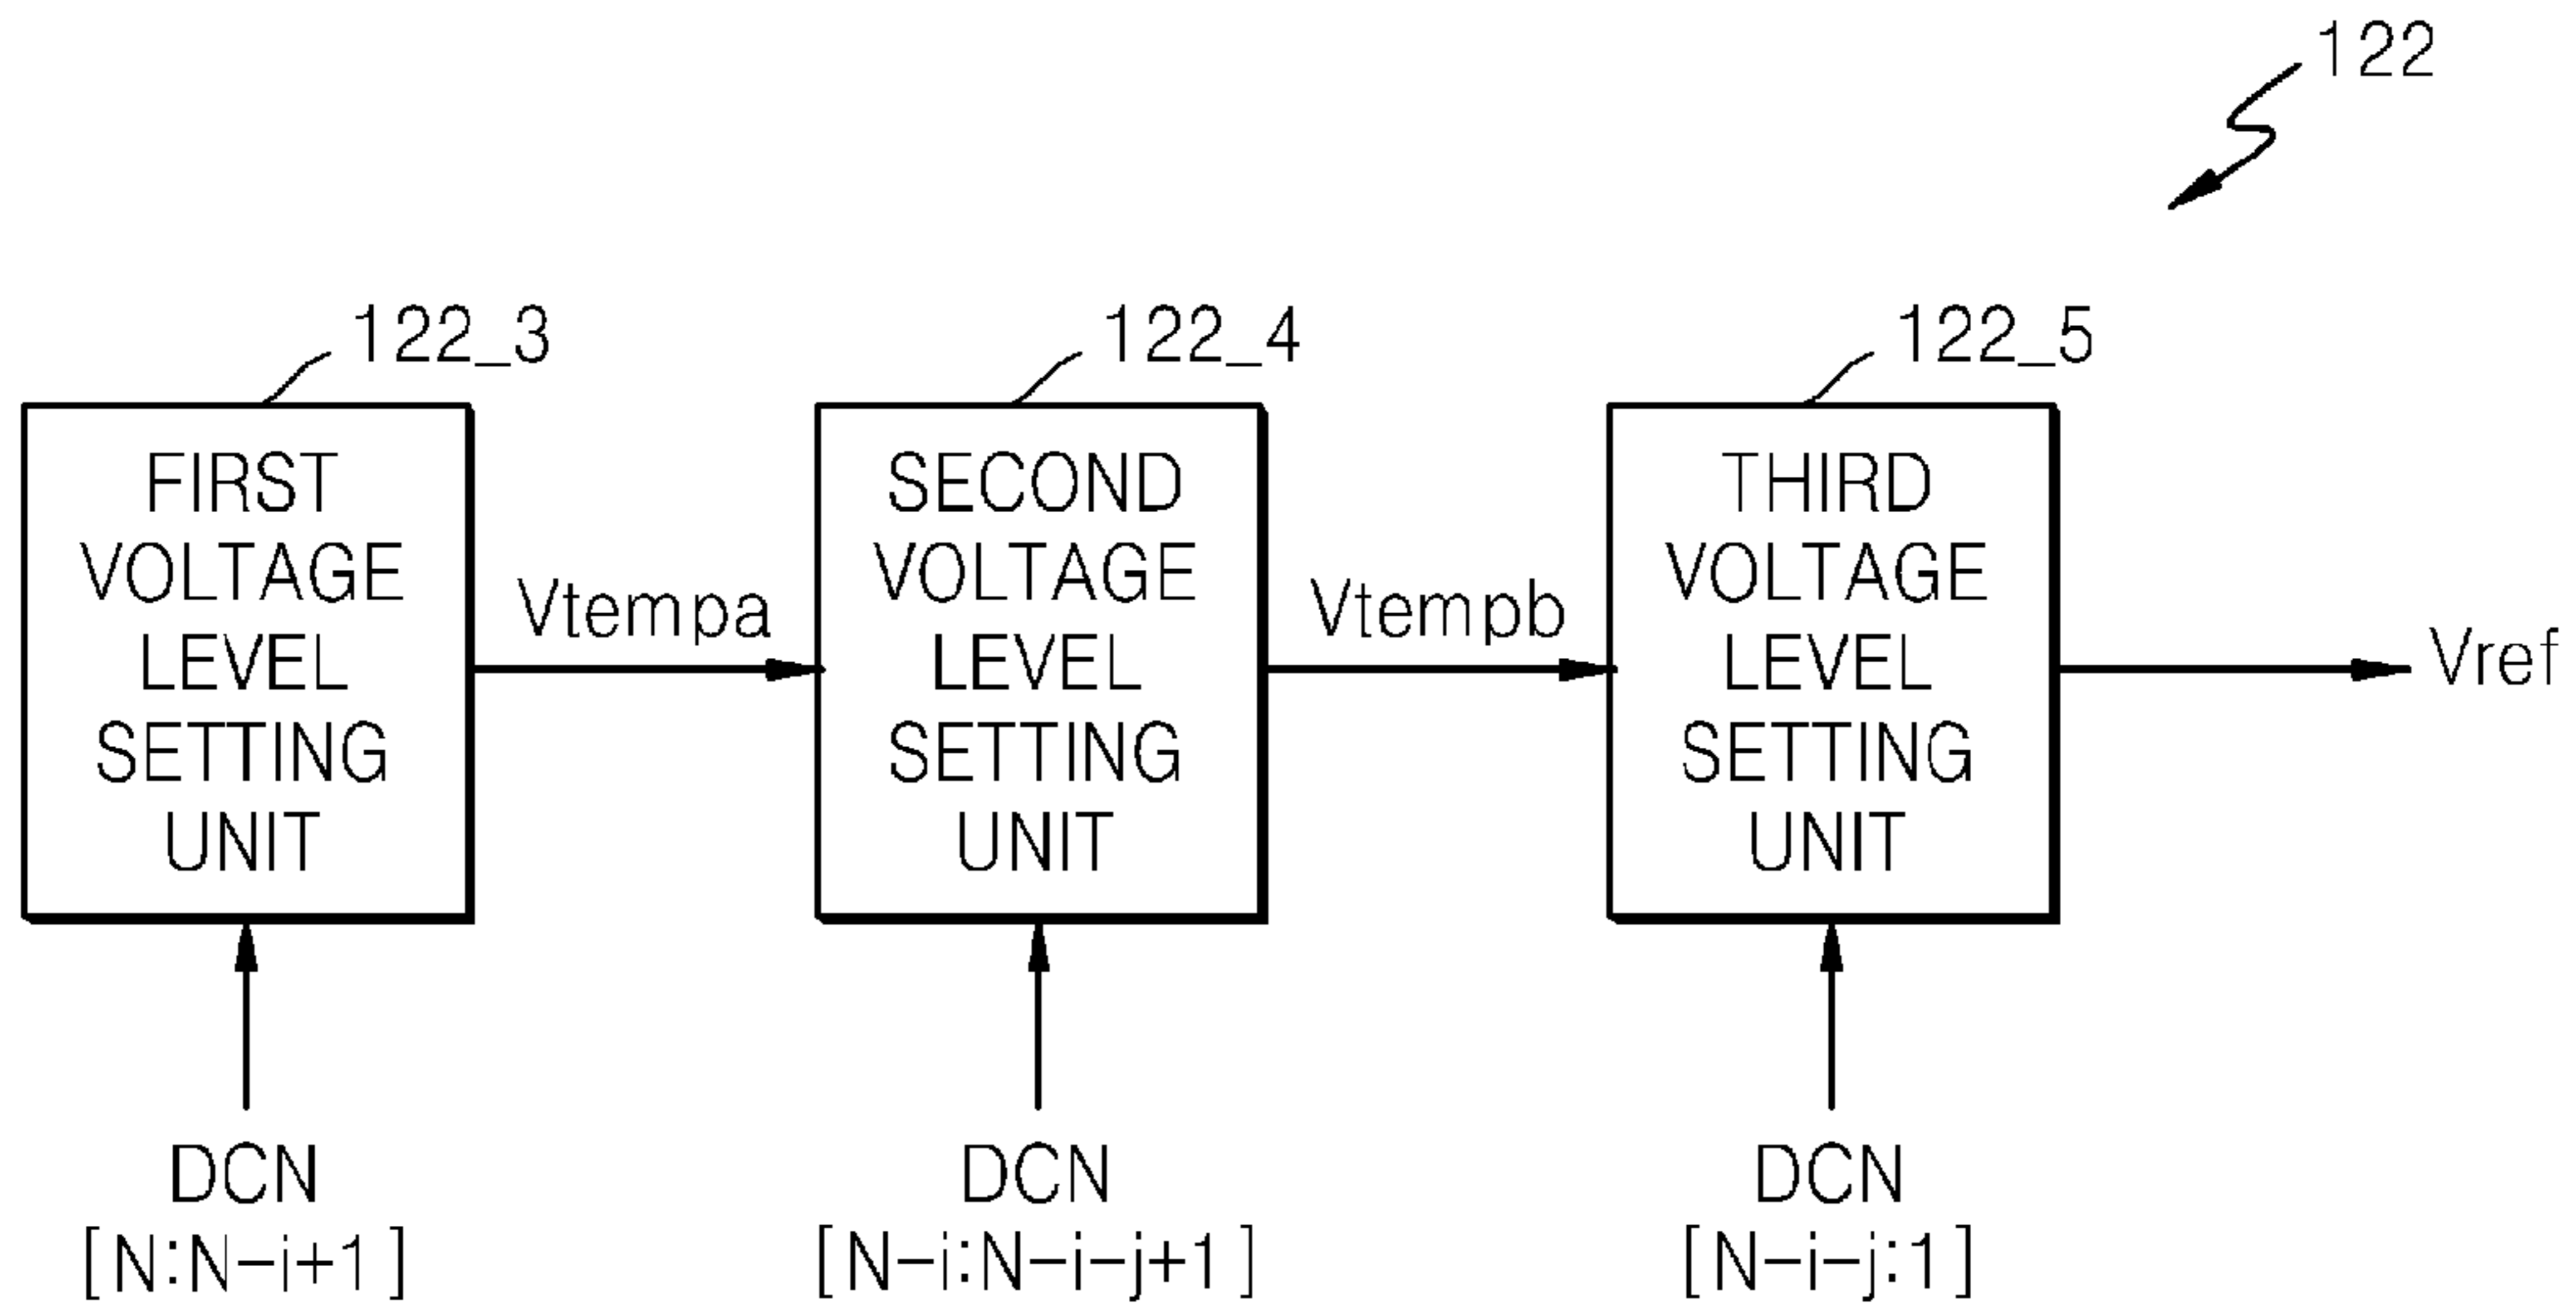 122
122_3
122_4
122_5
FIRST
VOLTAGE
LEVEL
SETTING
UNIT
Vtempa
SECOND
VOLTAGE
LEVEL
SETTING
UNIT
Vtempb
THIRD
VOLTAGE
LEVEL
SETTING
UNIT
Vref
DCN
[N:N-i+1]
DCN
[N-i:N-i-j+1]
DCN
[N-i-j:1]